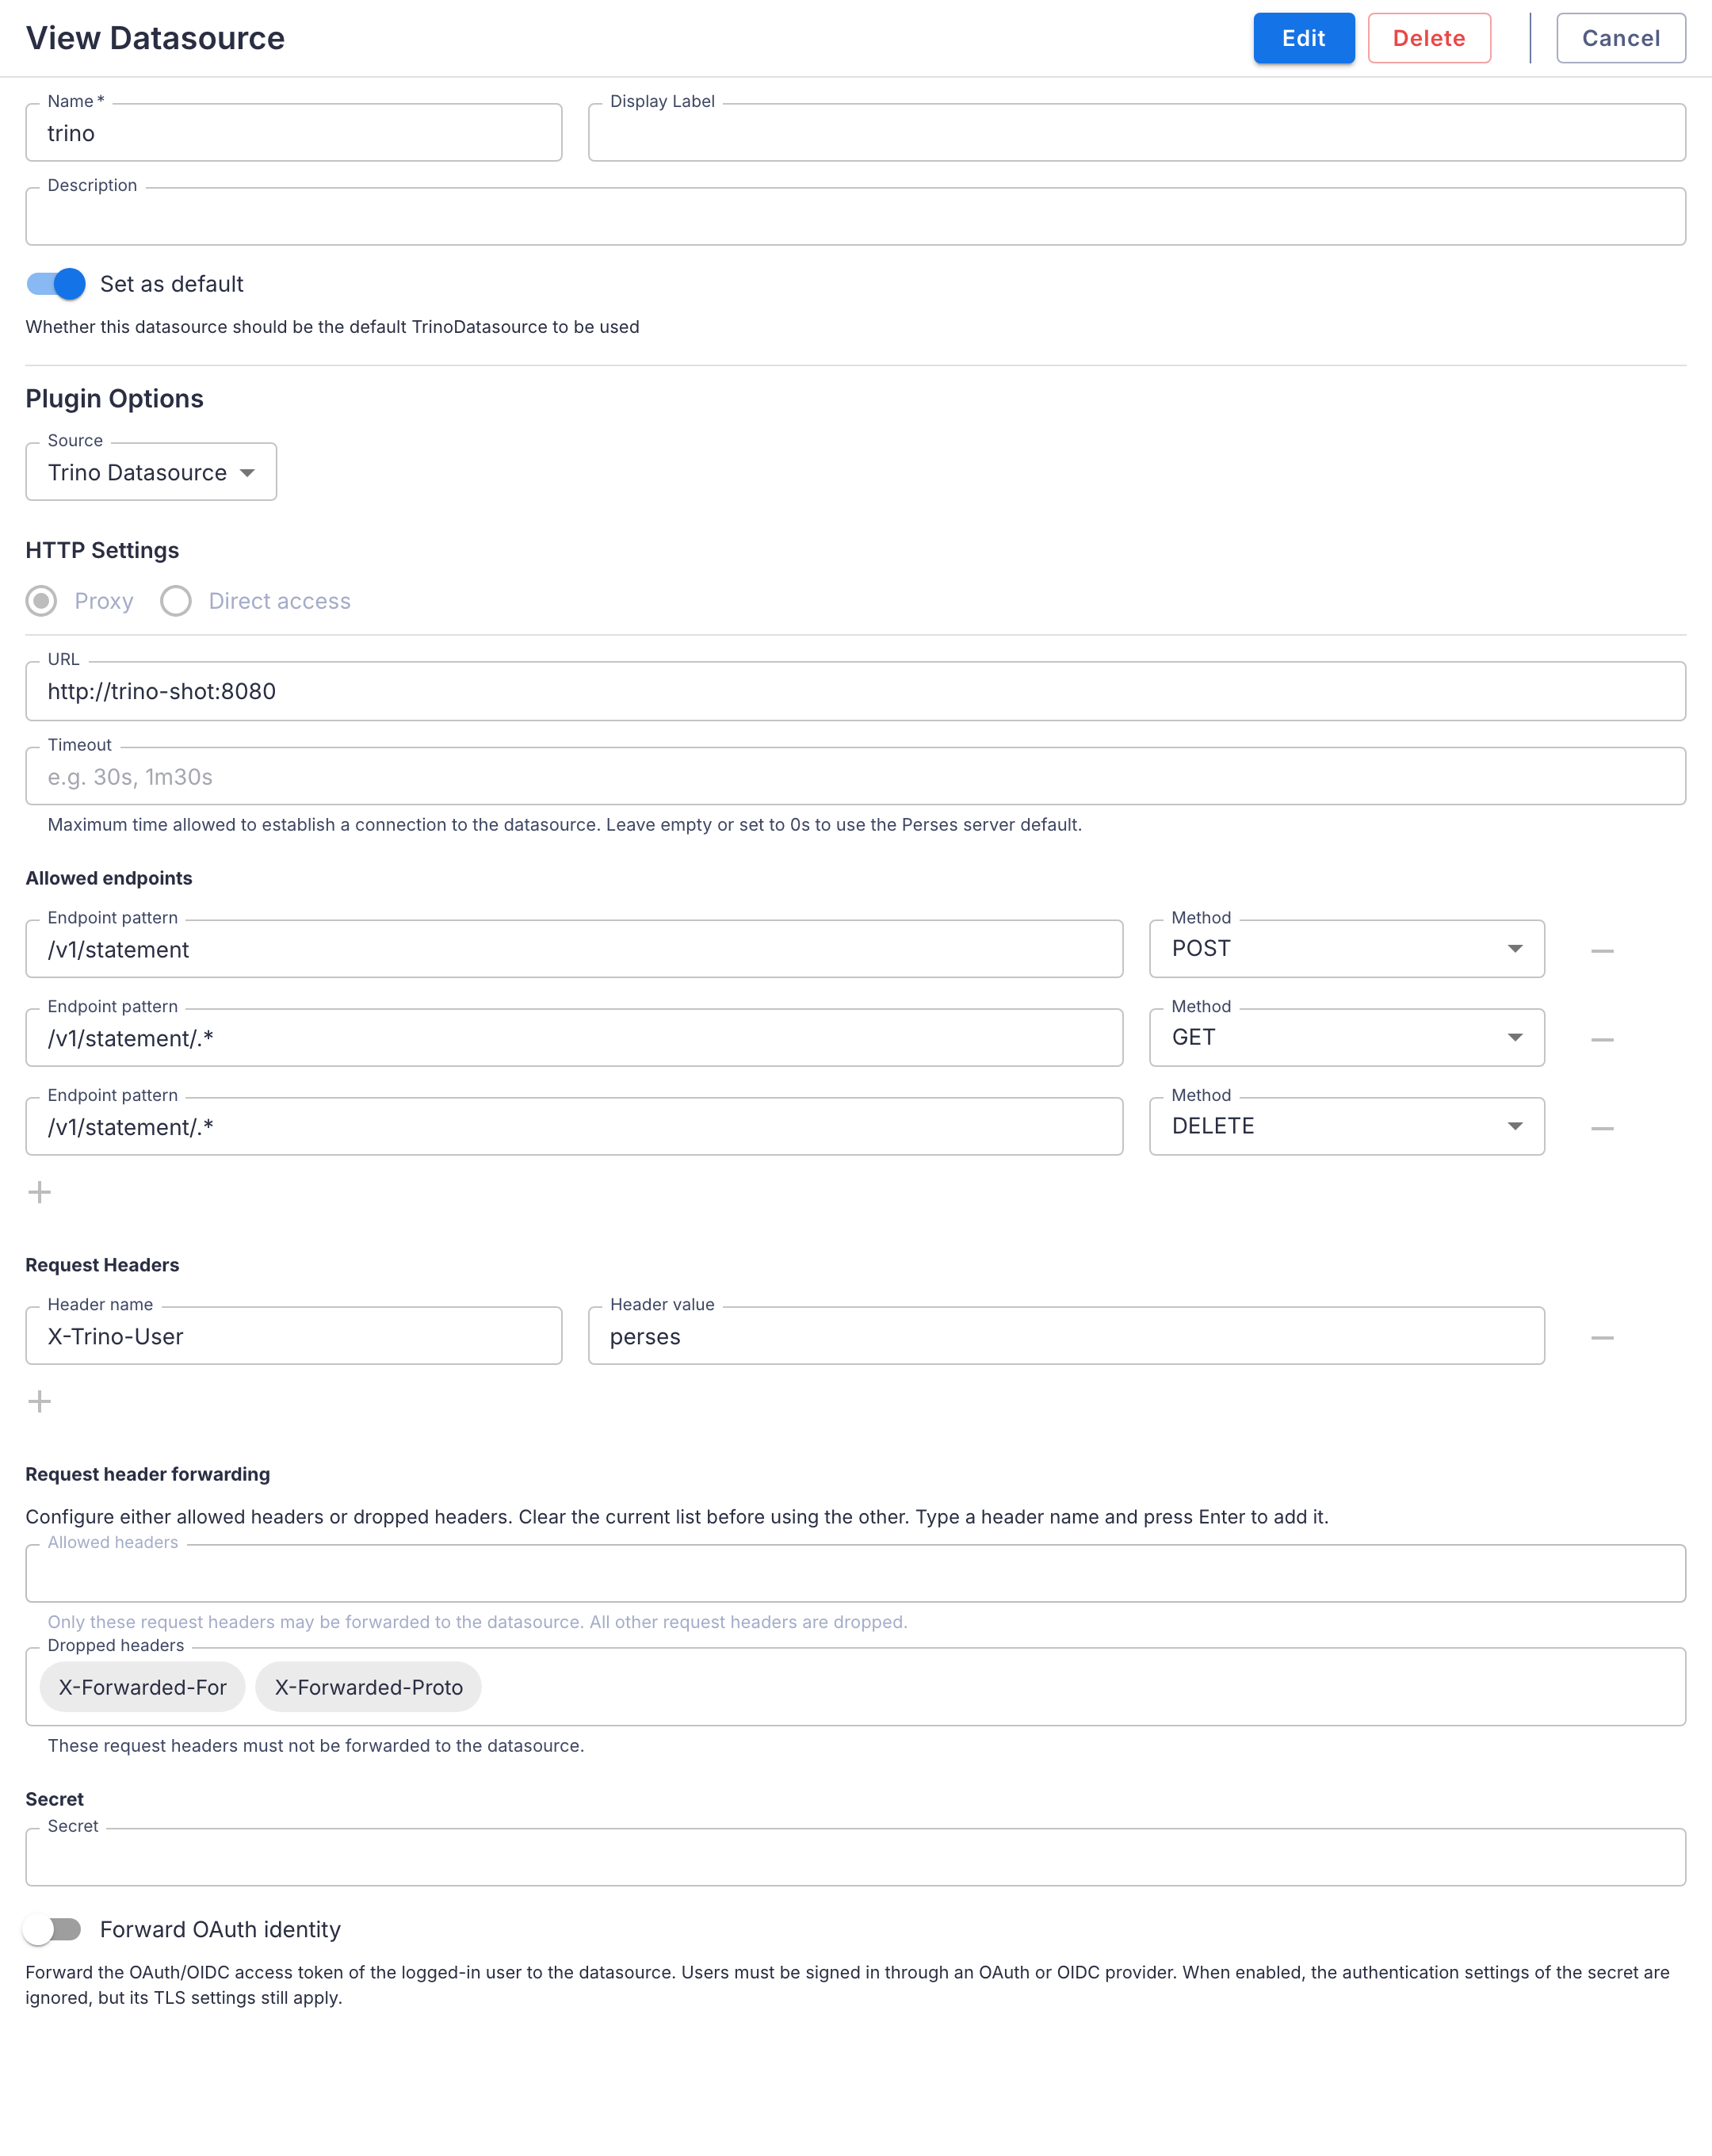 View Datasource
Edit
Delete
Cancel
Name *
trino
Display Label
Description
Set as default
Whether this datasource should be the default TrinoDatasource to be used
Plugin Options
Source
Trino Datasource
HTTP Settings
Proxy
Direct access
URL
http://trino-shot:8080
Timeout
e.g. 30s, 1m30s
Maximum time allowed to establish a connection to the datasource. Leave empty or set to 0s to use the Perses server default.
Allowed endpoints
Endpoint pattern
/v1/statement
Method
POST
Endpoint pattern
/v1/statement/.*
Method
GET
Endpoint pattern
/v1/statement/.*
Method
DELETE
Request Headers
Header name
X-Trino-User
Header value
perses
Request header forwarding
Configure either allowed headers or dropped headers. Clear the current list before using the other. Type a header name and press Enter to add it.
Allowed headers
Only these request headers may be forwarded to the datasource. All other request headers are dropped.
Dropped headers
X-Forwarded-For
X-Forwarded-Proto
These request headers must not be forwarded to the datasource.
Secret
Secret
Forward OAuth identity
Forward the OAuth/OIDC access token of the logged-in user to the datasource. Users must be signed in through an OAuth or OIDC provider. When enabled, the authentication settings of the secret are
ignored, but its TLS settings still apply.